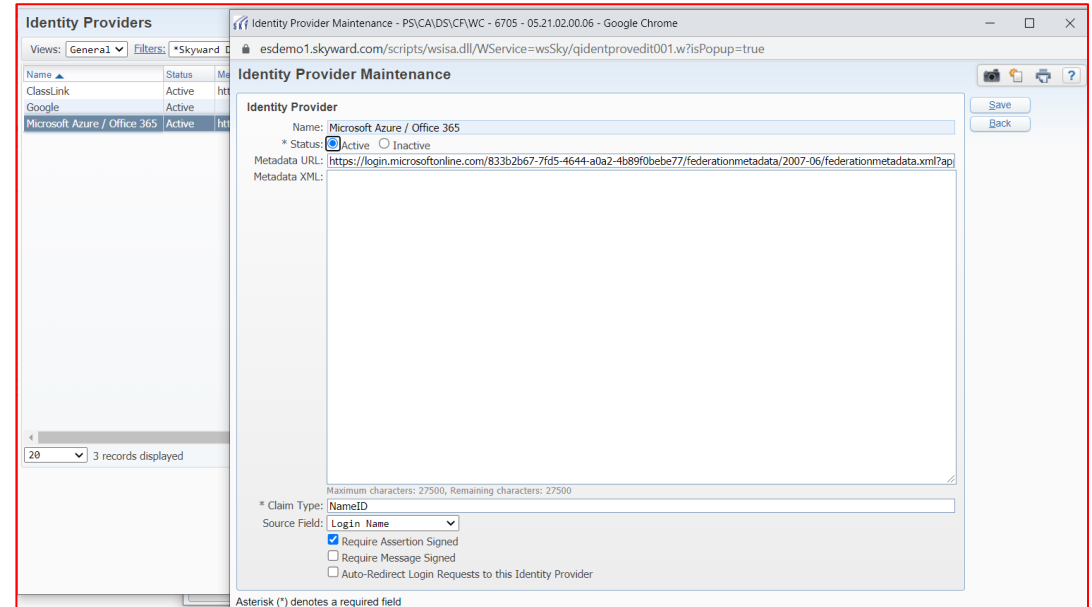 Identity Providers
Views: General Filters: *Skyward D
Name Status Me
ClassLink Active htt
Google Active
Microsoft Azure / Office 365 Active htt
20 3 records displayed
Identity Provider Maintenance - PS\CA\DS\CF\WC - 6705 - 05.21.02.00.06 - Google Chrome
esdemo1.skyward.com/scripts/wsisa.dll/WService=wsSky/qidentprovedit001.w?isPopup=true
Identity Provider Maintenance
?
Identity Provider
Save
Back
Name: Microsoft Azure / Office 365
* Status: Active Inactive
Metadata URL: https://login.microsoftonline.com/833b2b67-7fd5-4644-a0a2-4b89f0bebe77/federationmetadata/2007-06/federationmetadata.xml?ap
Metadata XML:
Maximum characters: 27500, Remaining characters: 27500
* Claim Type: NameID
Source Field: Login Name
Require Assertion Signed
Require Message Signed
Auto-Redirect Login Requests to this Identity Provider
Asterisk (*) denotes a required field